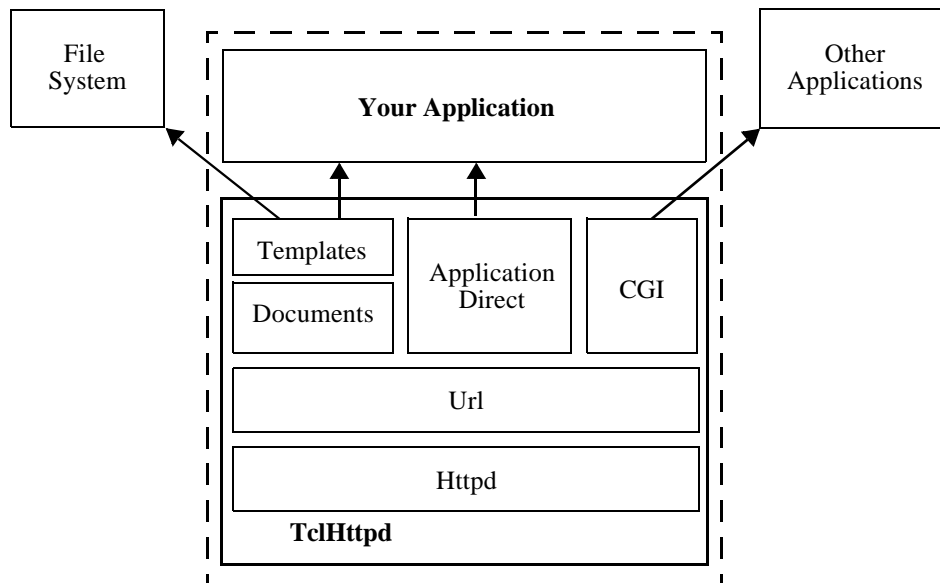 File
System
Other
Applications
Your Application
Templates
Documents
Application
Direct
CGI
Url
Httpd
TclHttpd